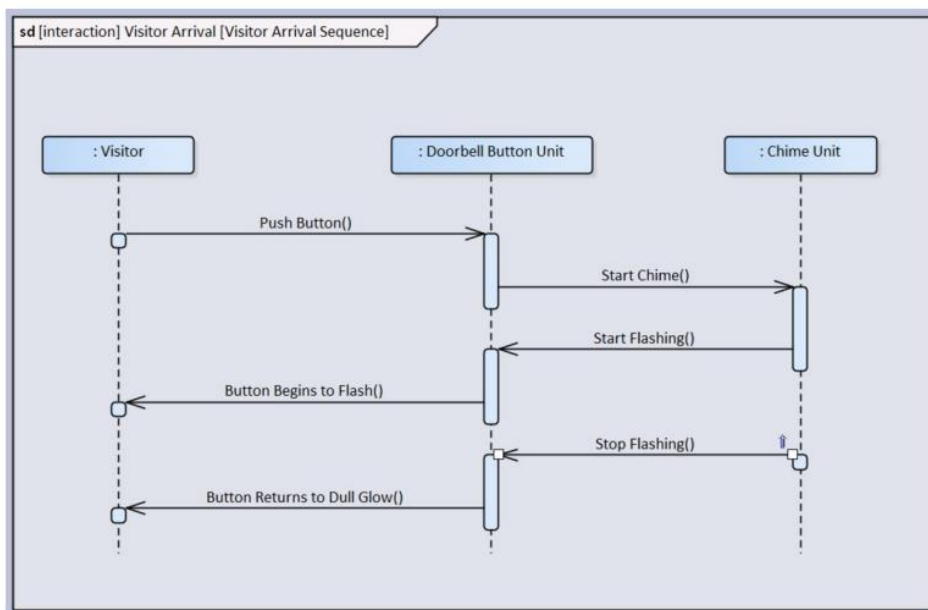 sd [interaction] Visitor Arrival [Visitor Arrival Sequence]
: Visitor
: Doorbell Button Unit
: Chime Unit
Push Button()
Start Chime()
Start Flashing()
Button Begins to Flash()
Stop Flashing()
Button Returns to Dull Glow()